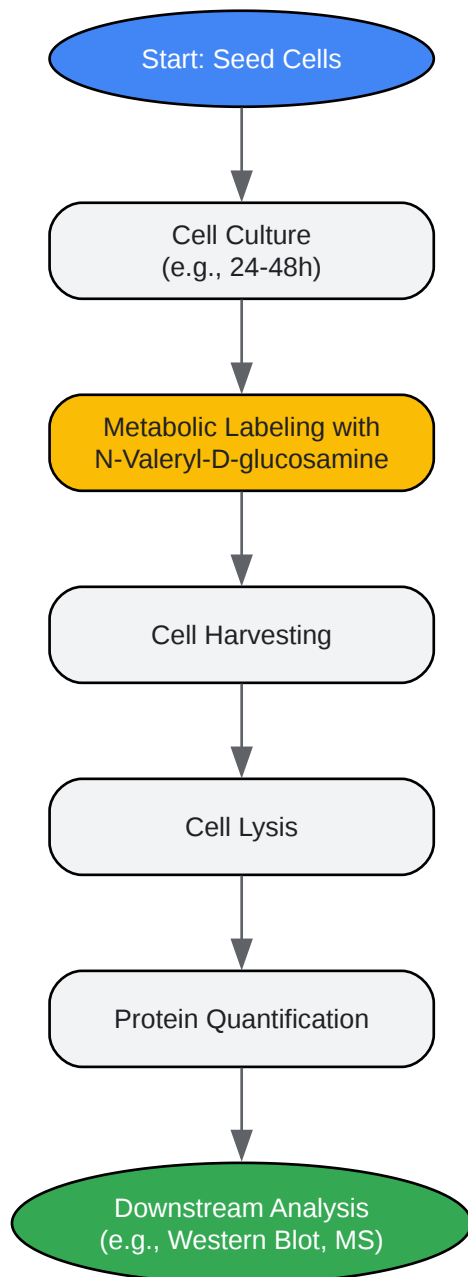 Start: Seed Cells
Cell Culture
(e.g., 24-48h)
Metabolic Labeling with
N-Valeryl-D-glucosamine
Cell Harvesting
Cell Lysis
Protein Quantification
Downstream Analysis
(e.g., Western Blot, MS)